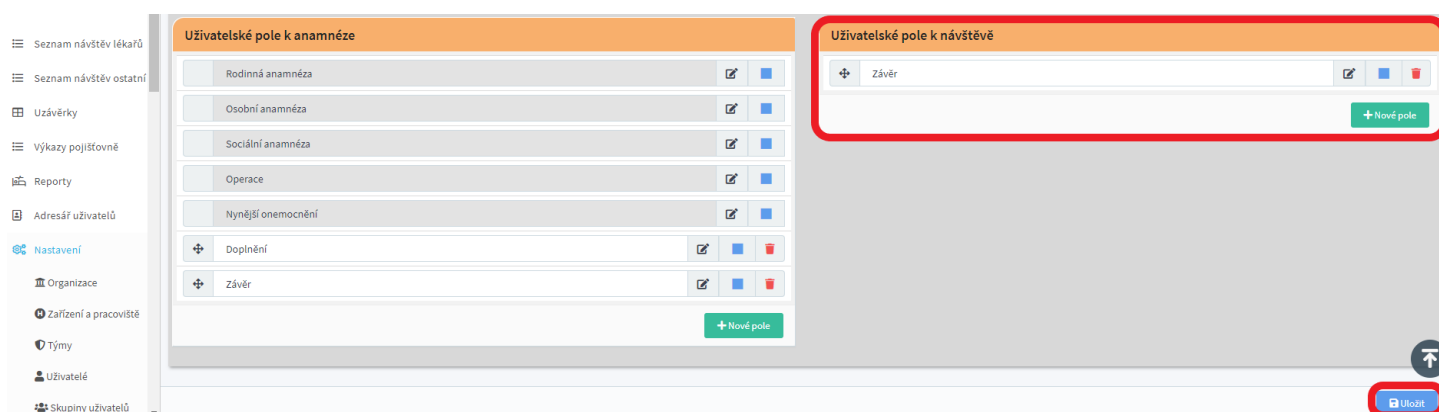 Seznam návštěv lékařů
Seznam návštěv ostatní
Uzávěrky
Výkazy pojišťovně
Reporty
Adresář uživatelů
Nastavení
Organizace
Zařízení a pracoviště
Týmy
Uživatelé
Skupiny uživatelů
Uživatelské pole k anamnéze
Rodinná anamnéza
Osobní anamnéza
Sociální anamnéza
Operace
Nynější onemocnění
Doplnění
Závěr
+ Nové pole
Uživatelské pole k návštěvě
Závěr
+ Nové pole
Uložit